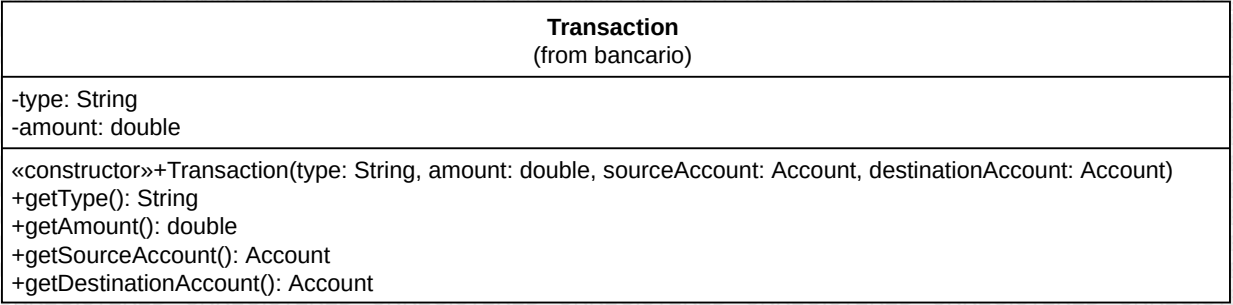 Transaction
(from bancario)
-type: String
-amount: double
«constructor»+Transaction(type: String, amount: double, sourceAccount: Account, destinationAccount: Account)
+getType(): String
+getAmount(): double
+getSourceAccount(): Account
+getDestinationAccount(): Account